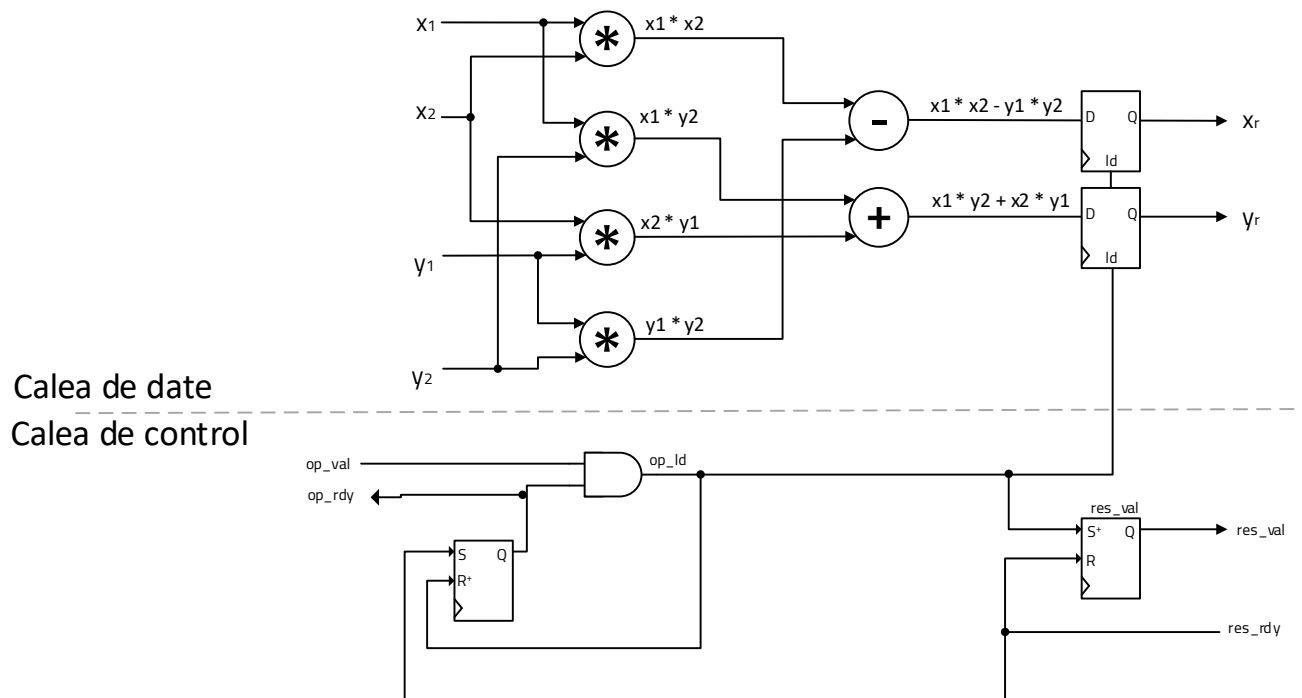 x1
x1 * x2
x2
x1 * y2
x1 * x2 - y1 * y2
D
Q
ld
xr
x2 * y1
x1 * y2 + x2 * y1
D
Q
ld
yr
y1
y1 * y2
y2
*
*
*
*
-
+
Calea de date
Calea de control
op_val
op_ld
op_rdy
S
Q
R+
res_val
S+
Q
R
res_val
res_rdy